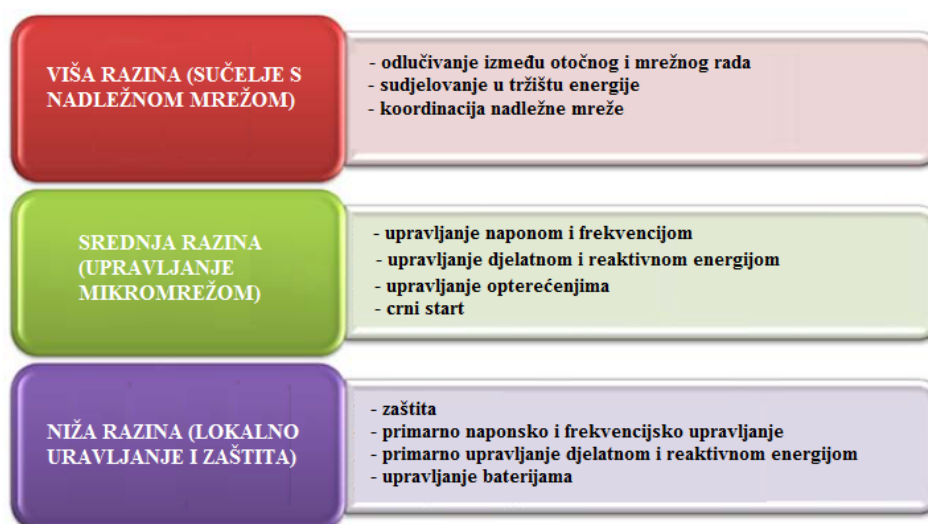 VIŠA RAZINA (SUČELJE S
NADLEŽNOM MREŽOM)
- odlučivanje između otočnog i mrežnog rada
- sudjelovanje u tržištu energije
- koordinacija nadležne mreže
SREDNJA RAZINA
(UPRAVLJANJE
MIKROMREŽOM)
- upravljanje naponom i frekvencijom
- upravljanje djelatnom i reaktivnom energijom
- upravljanje opterećenjima
- crni start
NIŽA RAZINA (LOKALNO
URAVLJANJE I ZAŠTITA)
- zaštita
- primarno naponsko i frekvencijsko upravljanje
- primarno upravljanje djelatnom i reaktivnom energijom
- upravljanje baterijama